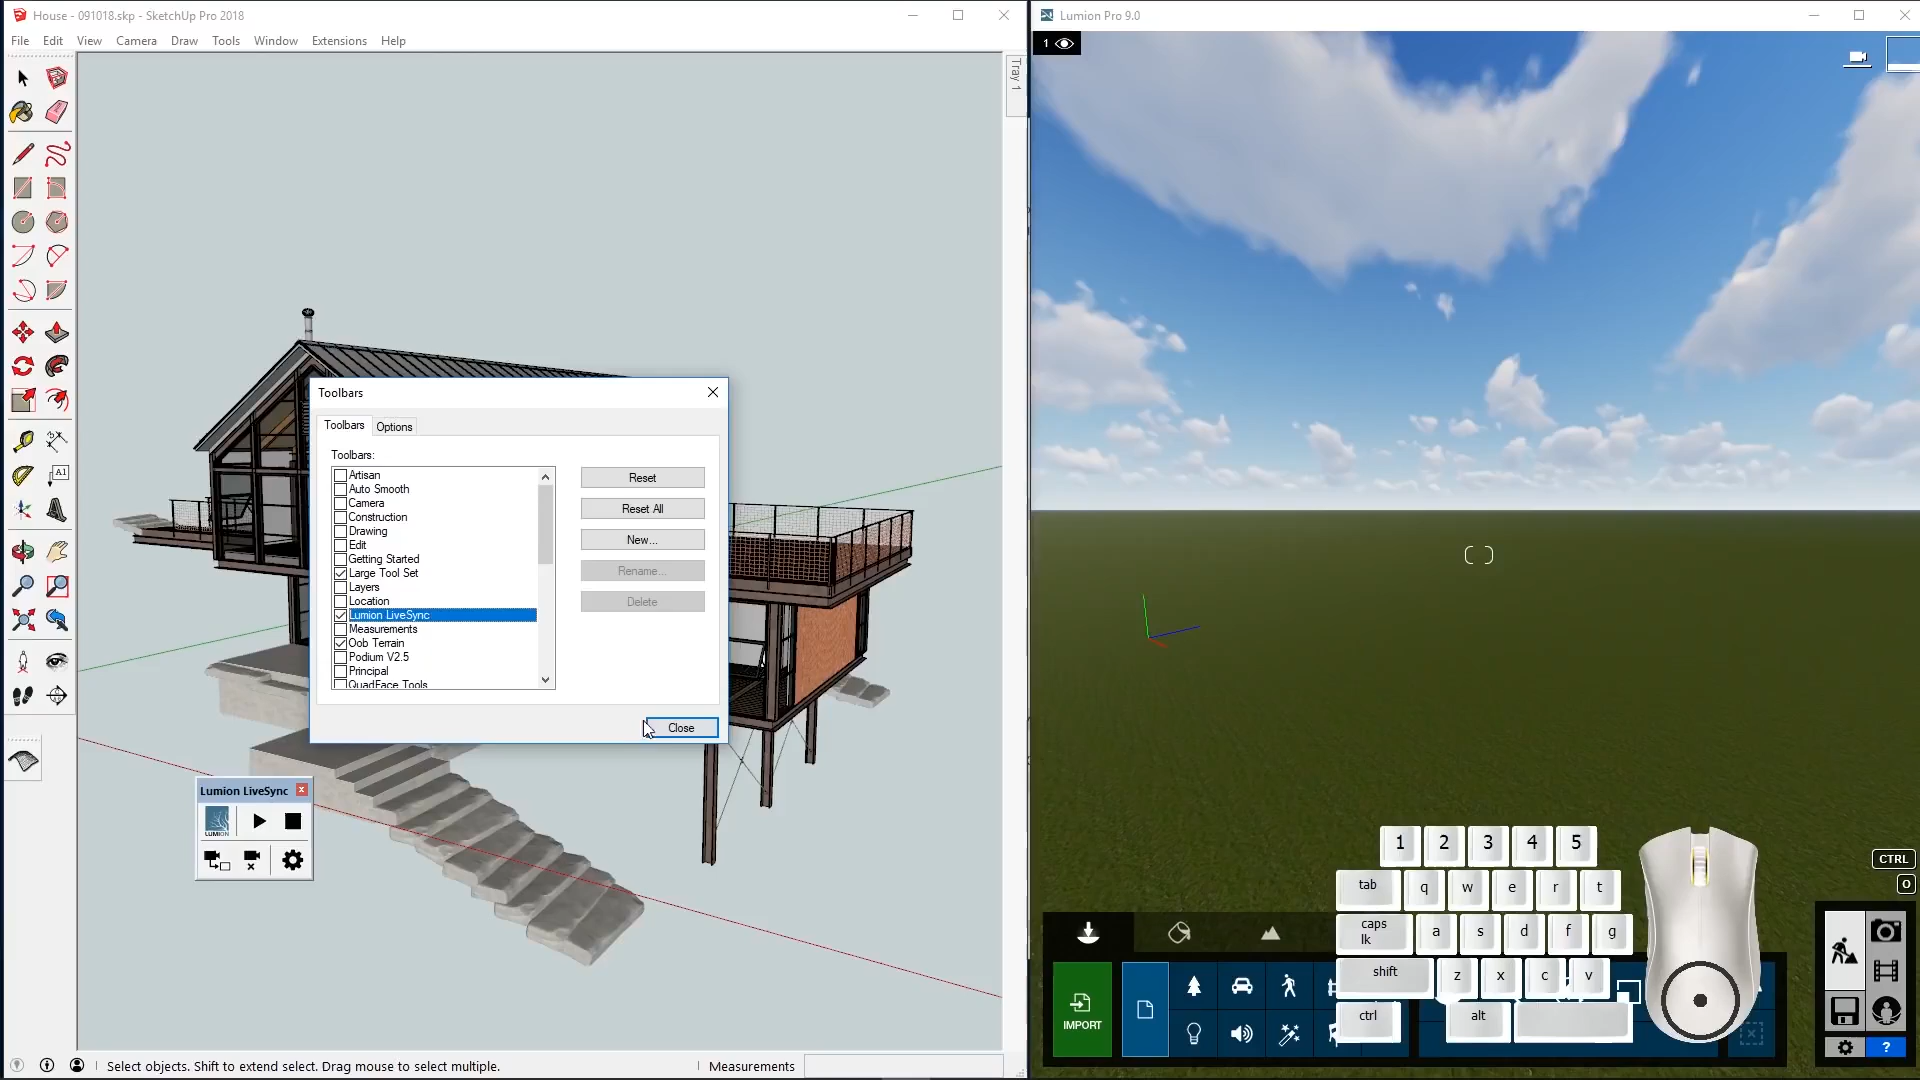 House - 091018.skp - SketchUp Pro 2018
File Edit View Camera Draw Tools Window Extensions Help
Tray 1
A1
Toolbars
Toolbars Options
Toolbars:
Artisan
Auto Smooth
Camera
Construction
Drawing
Edit
Getting Started
Large Tool Set
Layers
Location
Lumion LiveSync
Measurements
Oob Terrain
Podium V2.5
Principal
QuadFace Tools
Reset
Reset All
New...
Rename...
Delete
Close
Lumion LiveSync
LUMION
Select objects. Shift to extend select. Drag mouse to select multiple.
Measurements
Lumion Pro 9.0
1
CTRL
O
1 2 3 4 5
tab q w e r t
caps lk a s d f g
shift z x c v
ctrl alt
IMPORT
?